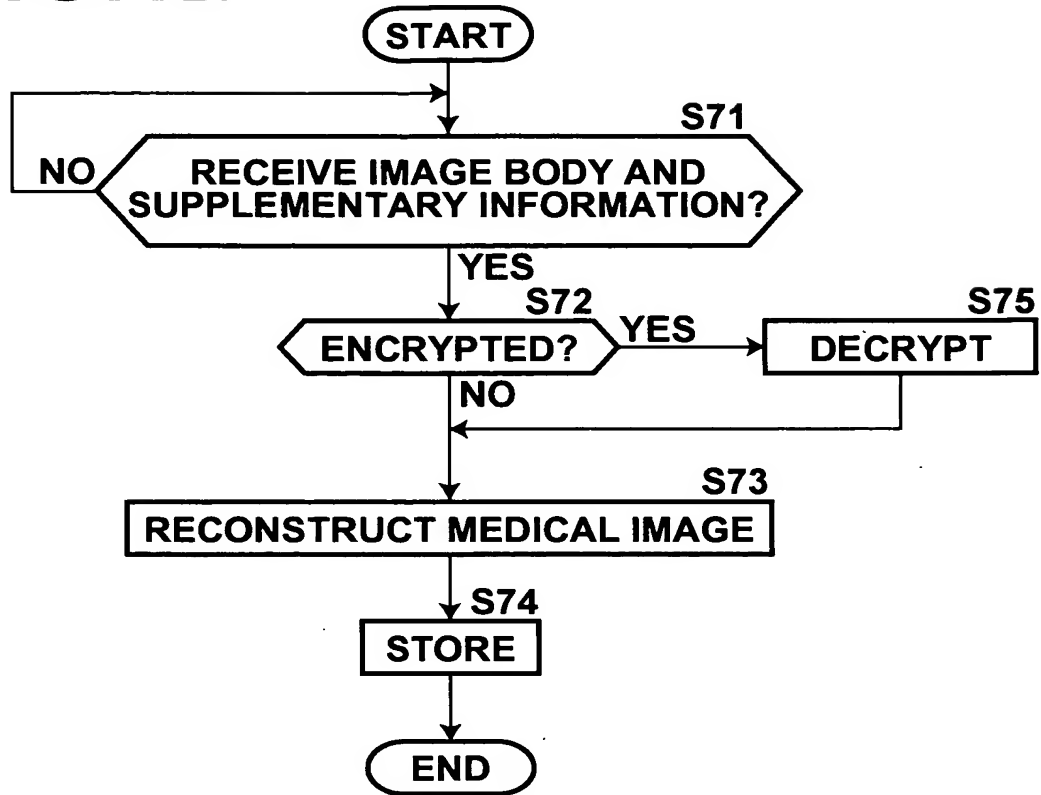 START
S71
NO
RECEIVE IMAGE BODY AND
SUPPLEMENTARY INFORMATION?
YES
S72
ENCRYPTED?
YES
S75
DECRYPT
NO
S73
RECONSTRUCT MEDICAL IMAGE
S74
STORE
END